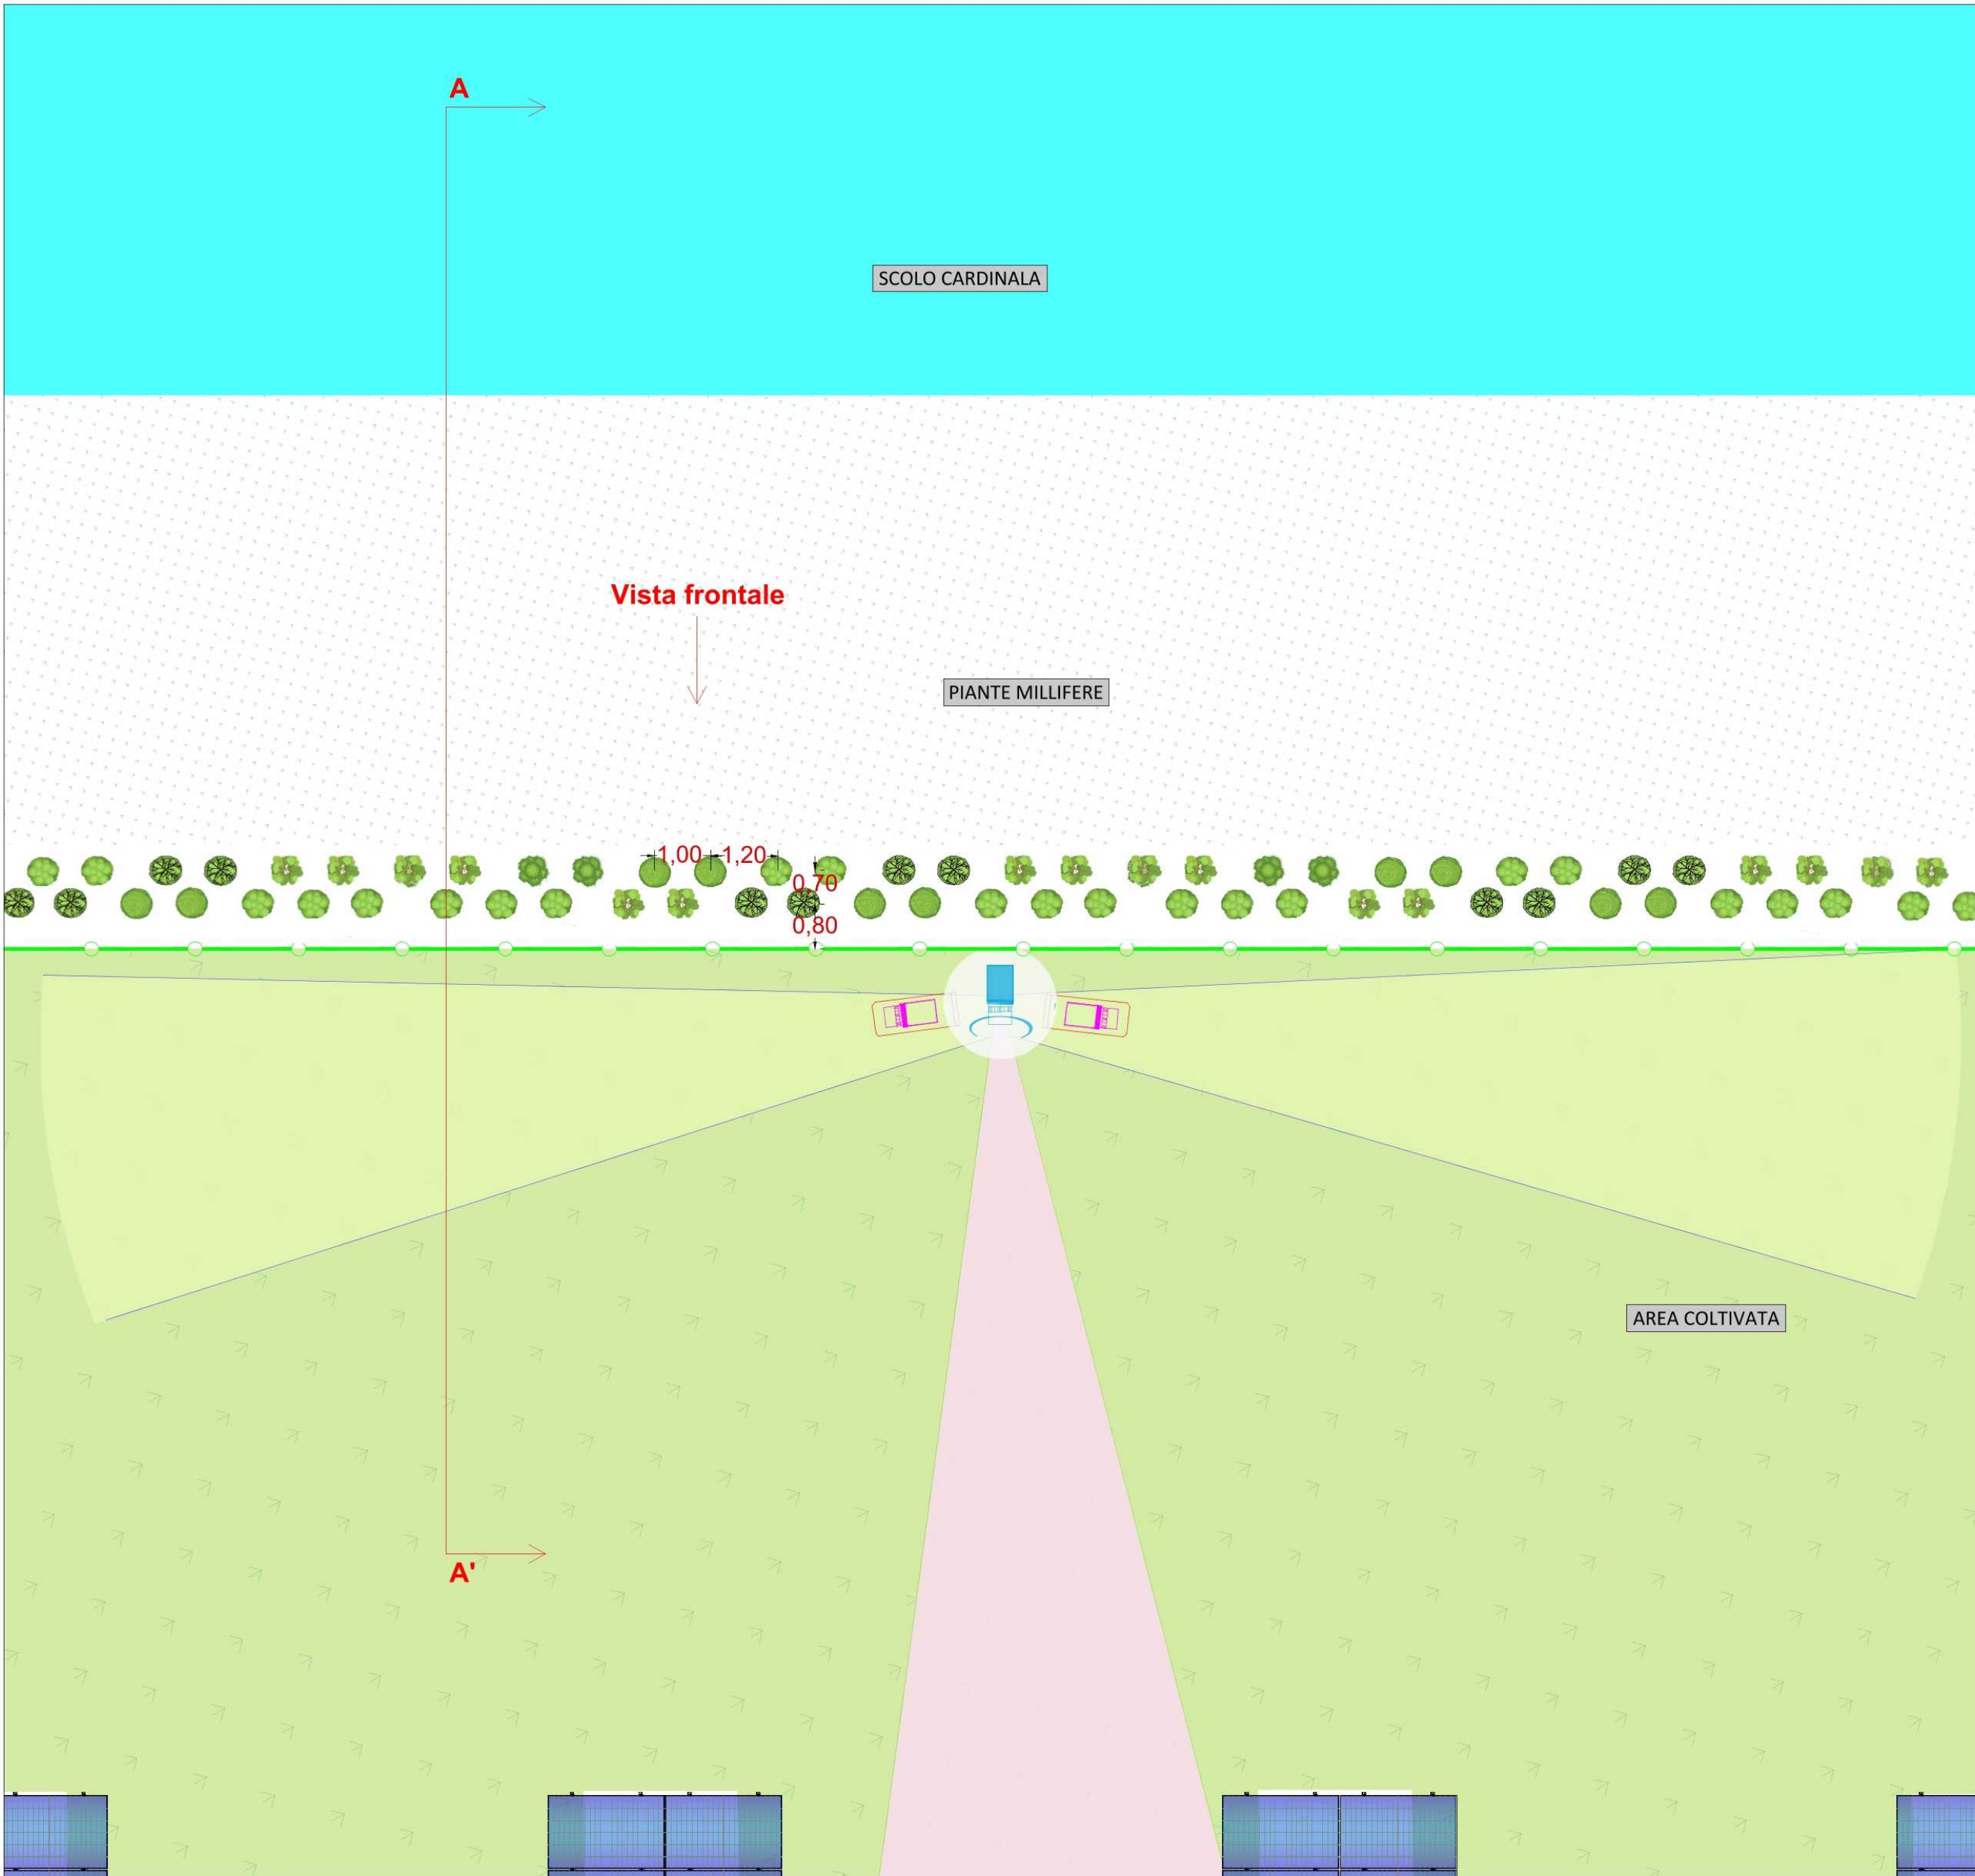 A
SCOLO CARDINALA
Vista frontale
PIANTE MILLIFERE
1,00
1,20
0,70
0,80
AREA COLTIVATA
A'